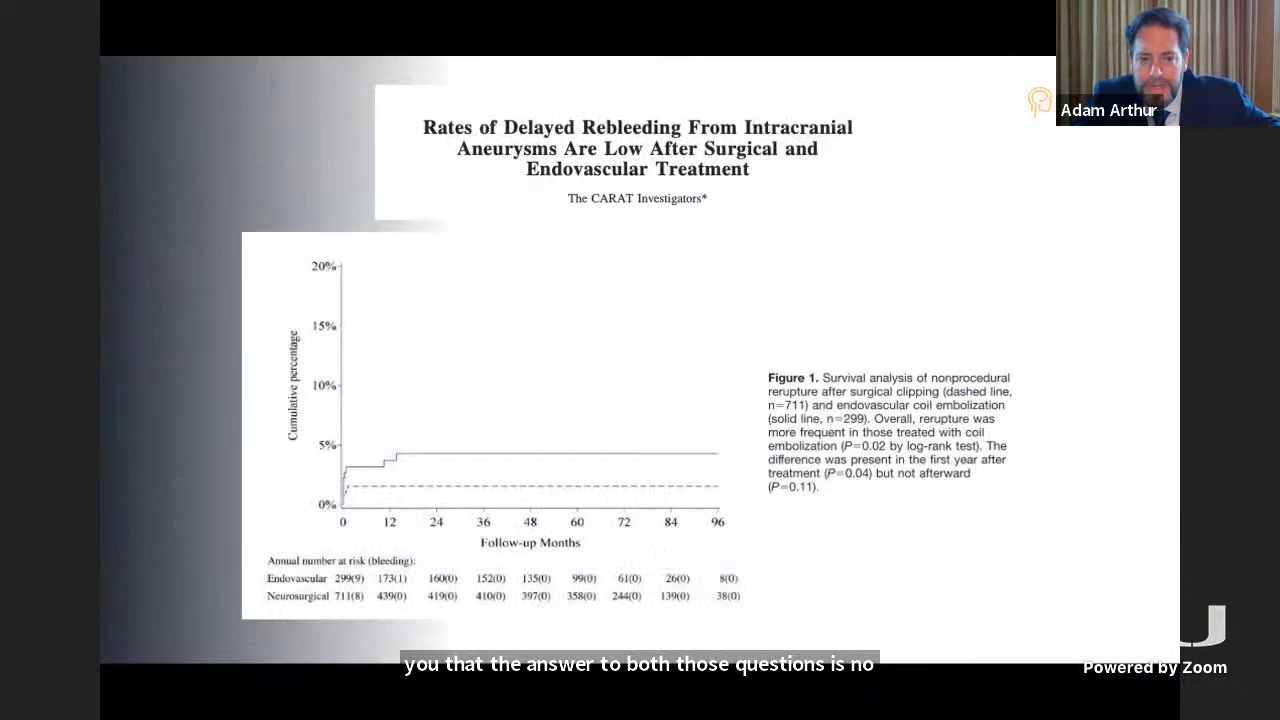 Adam Arthur
Rates of Delayed Rebleeding From Intracranial
Aneurysms Are Low After Surgical and
Endovascular Treatment
The CARAT Investigators*
20%
15%
10%
5%
0%
Cumulative percentage
0 12 24 36 48 60 72 84 96
Follow-up Months
Annual number at risk (bleeding):
Endovascular 299(9) 173(1) 160(0) 152(0) 135(0) 99(0) 61(0) 26(0) 8(0)
Neurosurgical 711(8) 439(0) 419(0) 410(0) 397(0) 358(0) 244(0) 139(0) 38(0)
Figure 1. Survival analysis of nonprocedural
rerupture after surgical clipping (dashed line,
n=711) and endovascular coil embolization
(solid line, n=299). Overall, rerupture was
more frequent in those treated with coil
embolization (P=0.02 by log-rank test). The
difference was present in the first year after
treatment (P=0.04) but not afterward
(P=0.11).
you that the answer to both those questions is no
Powered by Zoom